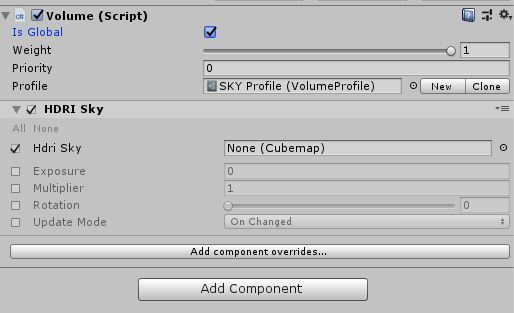 Volume (Script)
Is Global
Weight 1
Priority 0
Profile SKY Profile (VolumeProfile) New Clone
HDRI Sky
All None
Hdri Sky None (Cubemap)
Exposure 0
Multiplier 1
Rotation 0
Update Mode On Changed
Add component overrides...
Add Component